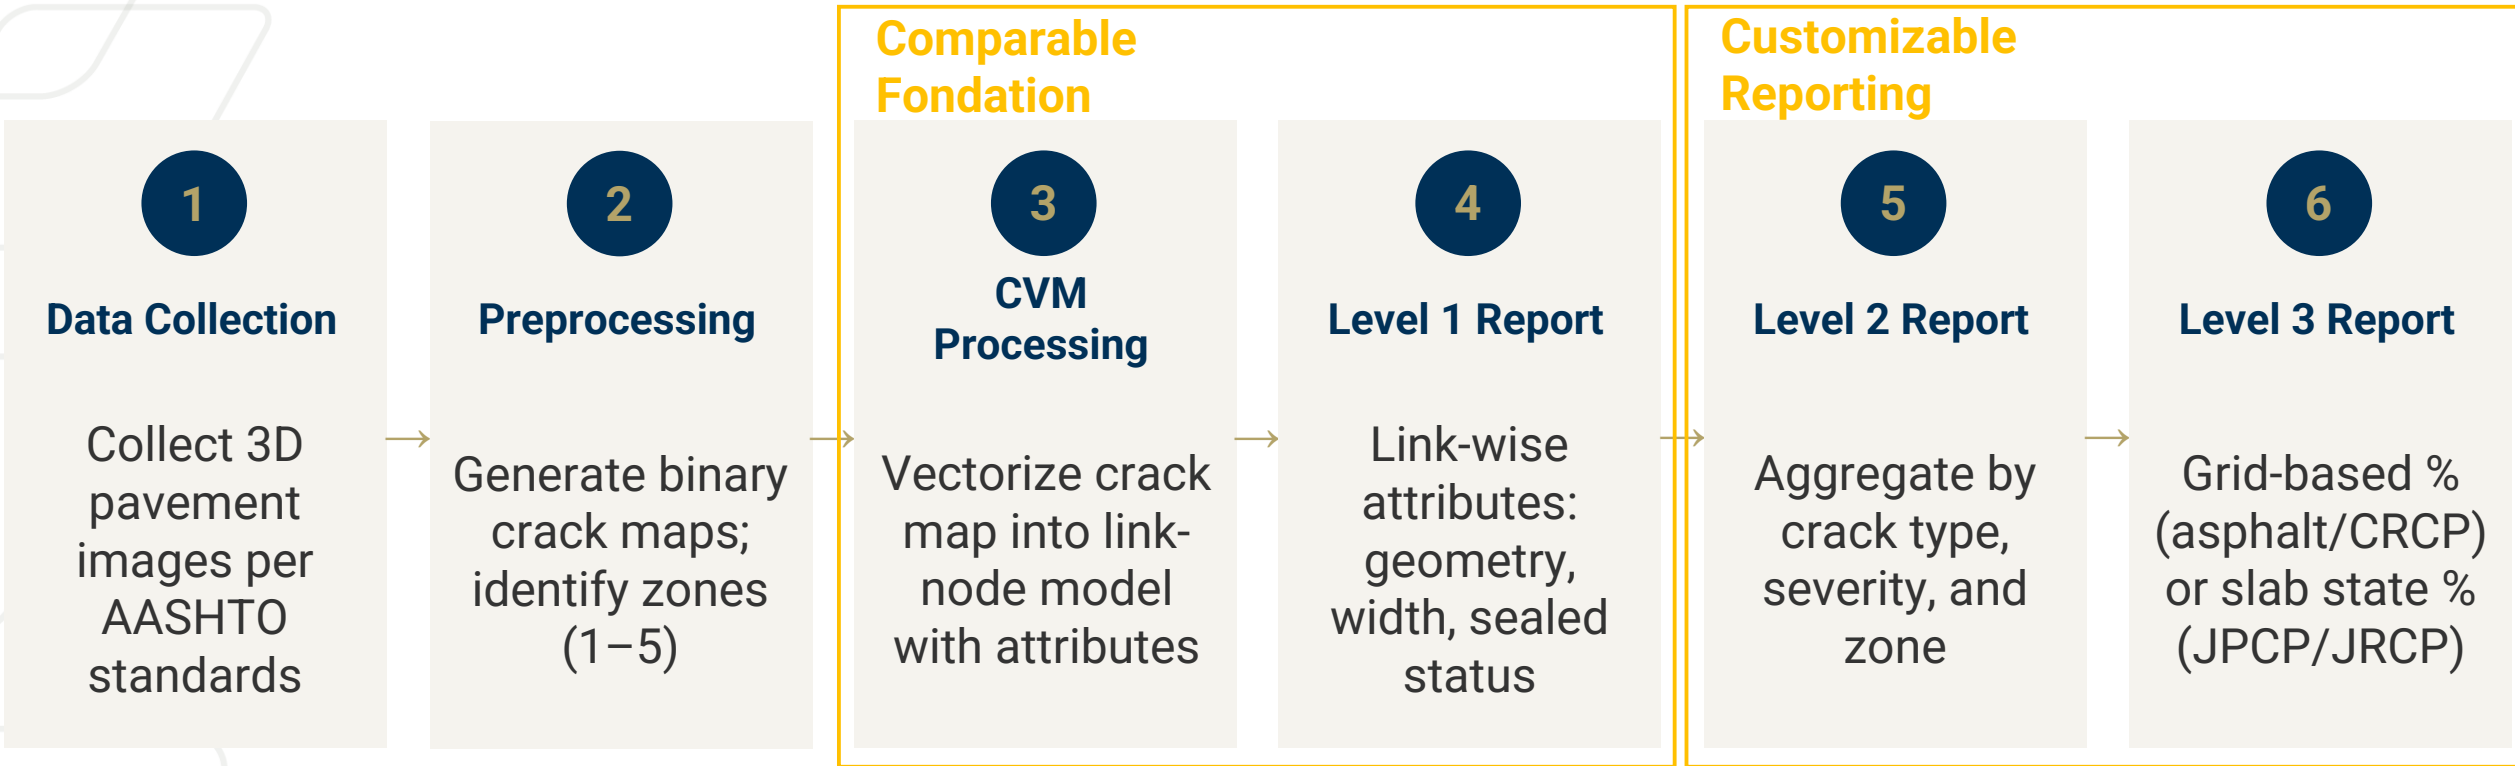 Comparable
Fondation
Customizable
Reporting
1
Data Collection
Collect 3D
pavement
images per
AASHTO
standards
→
2
Preprocessing
Generate binary
crack maps;
identify zones
(1–5)
→
3
CVM
Processing
Vectorize crack
map into link-
node model
with attributes
→
4
Level 1 Report
Link-wise
attributes:
geometry,
width, sealed
status
→
5
Level 2 Report
Aggregate by
crack type,
severity, and
zone
→
6
Level 3 Report
Grid-based %
(asphalt/CRCP)
or slab state %
(JPCP/JRCP)